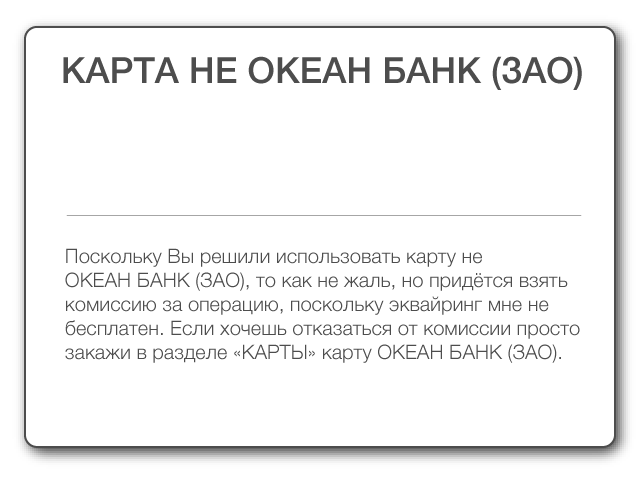 КАРТА НЕ ОКЕАН БАНК (ЗАО)
Поскольку Вы решили использовать карту не
ОКЕАН БАНК (ЗАО), то как не жаль, но придётся взять
комиссию за операцию, поскольку эквайринг мне не
бесплатен. Если хочешь отказаться от комиссии просто
закажи в разделе «КАРТЫ» карту ОКЕАН БАНК (ЗАО).